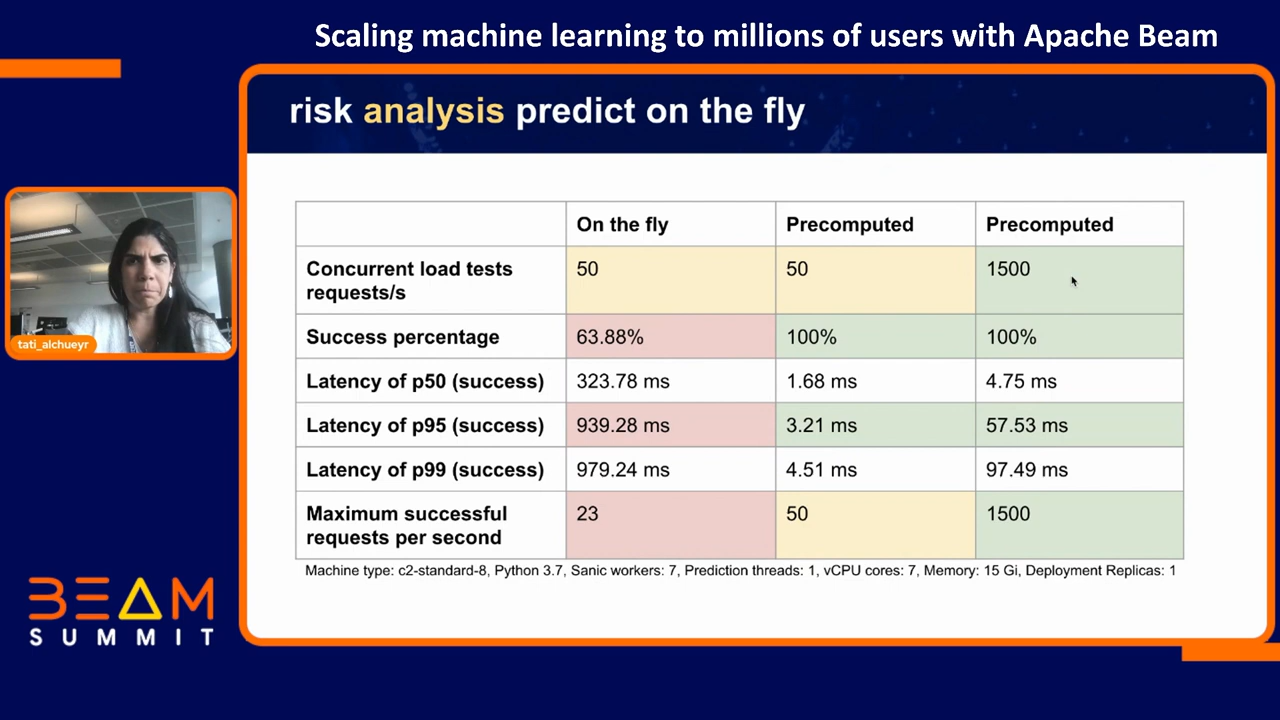 Scaling machine learning to millions of users with Apache Beam
risk analysis predict on the fly
On the fly Precomputed Precomputed
Concurrent load tests requests/s 50 50 1500
Success percentage 63.88% 100% 100%
Latency of p50 (success) 323.78 ms 1.68 ms 4.75 ms
Latency of p95 (success) 939.28 ms 3.21 ms 57.53 ms
Latency of p99 (success) 979.24 ms 4.51 ms 97.49 ms
Maximum successful requests per second 23 50 1500
Machine type: c2-standard-8, Python 3.7, Sanic workers: 7, Prediction threads: 1, vCPU cores: 7, Memory: 15 Gi, Deployment Replicas: 1
tati_alchueyr
BEAM
SUMMIT